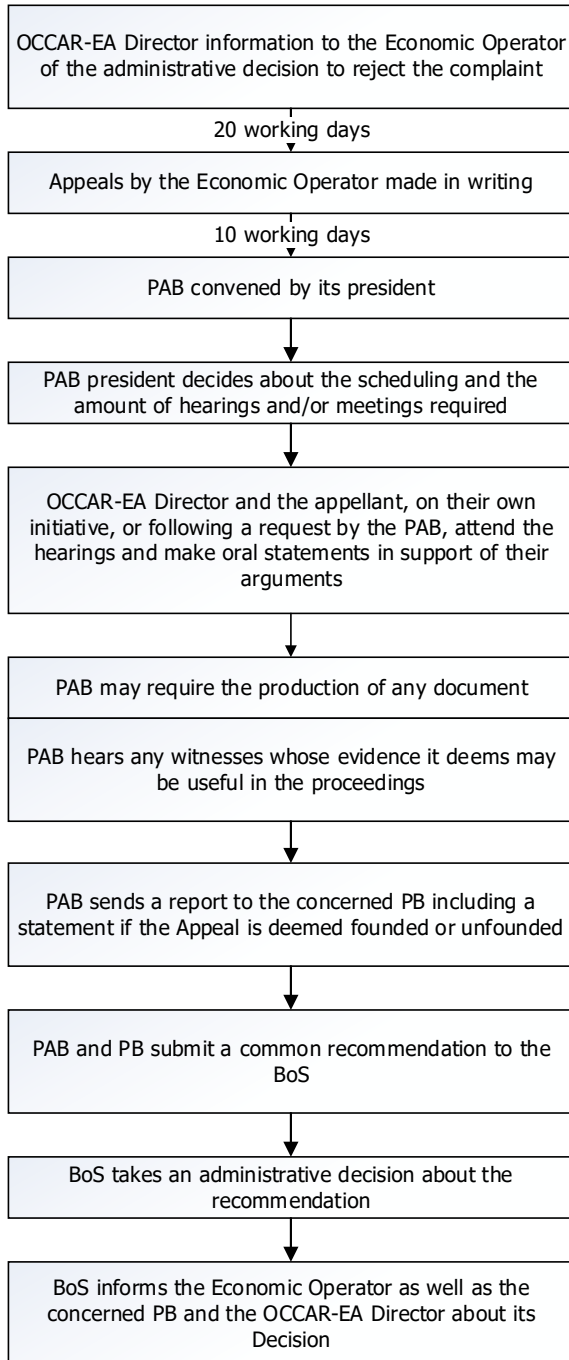 OCCAR-EA Director information to the Economic Operator
of the administrative decision to reject the complaint
20 working days
Appeals by the Economic Operator made in writing
10 working days
PAB convened by its president
PAB president decides about the scheduling and the
amount of hearings and/or meetings required
OCCAR-EA Director and the appellant, on their own
initiative, or following a request by the PAB, attend the
hearings and make oral statements in support of their
arguments
PAB may require the production of any document
PAB hears any witnesses whose evidence it deems may
be useful in the proceedings
PAB sends a report to the concerned PB including a
statement if the Appeal is deemed founded or unfounded
PAB and PB submit a common recommendation to the
BoS
BoS takes an administrative decision about the
recommendation
BoS informs the Economic Operator as well as the
concerned PB and the OCCAR-EA Director about its
Decision